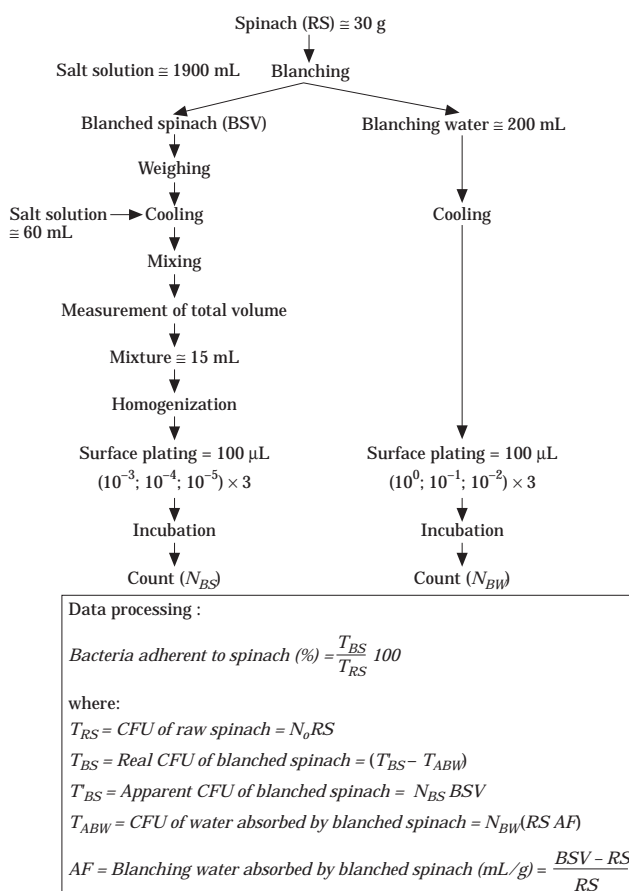 Spinach (RS) ≅ 30 g
Salt solution ≅ 1900 mL
Blanching
Blanched spinach (BSV)
Blanching water ≅ 200 mL
Weighing
Salt solution
≅ 60 mL
Cooling
Cooling
Mixing
Measurement of total volume
Mixture ≅ 15 mL
Homogenization
Surface plating = 100 µL
(10⁻³; 10⁻⁴; 10⁻⁵) × 3
Surface plating = 100 µL
(10⁰; 10⁻¹; 10⁻²) × 3
Incubation
Incubation
Count (N_BS)
Count (N_BW)
Data processing :
Bacteria adherent to spinach (%) = T_BS / T_RS 100
where:
T_RS = CFU of raw spinach = N_o RS
T_BS = Real CFU of blanched spinach = (T'_BS – T_ABW)
T'_BS = Apparent CFU of blanched spinach = N_BS BSV
T_ABW = CFU of water absorbed by blanched spinach = N_BW(RS AF)
AF = Blanching water absorbed by blanched spinach (mL/g) = BSV – RS / RS